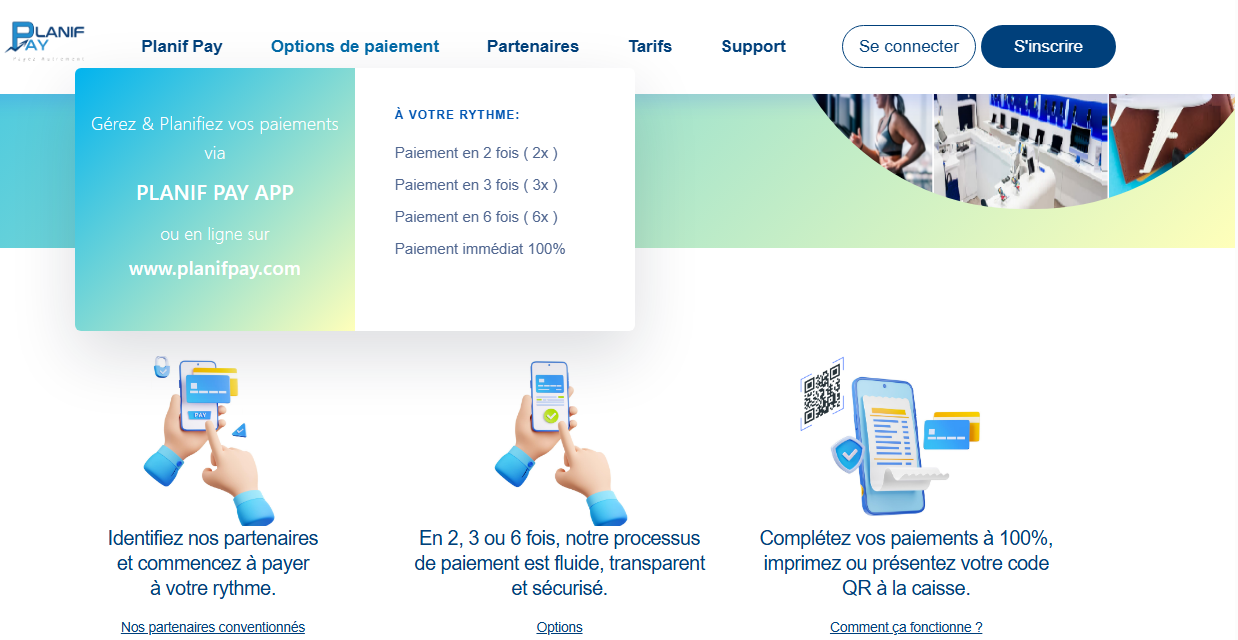 PLANIF
PAY
Planif Pay
Options de paiement
Partenaires
Tarifs
Support
Se connecter
S'inscrire
Gérez & Planifiez vos paiements
via
PLANIF PAY APP
ou en ligne sur
www.planifpay.com
À VOTRE RYTHME:
Paiement en 2 fois ( 2x )
Paiement en 3 fois ( 3x )
Paiement en 6 fois ( 6x )
Paiement immédiat 100%
PAY
Identifiez nos partenaires
et commencez à payer
à votre rythme.
Nos partenaires conventionnés
En 2, 3 ou 6 fois, notre processus
de paiement est fluide, transparent
et sécurisé.
Options
Complétez vos paiements à 100%,
imprimez ou présentez votre code
QR à la caisse.
Comment ça fonctionne ?